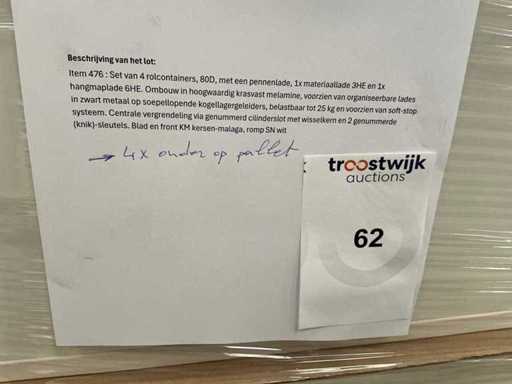 Beschrijving van het lot:
Item 476 : Set van 4 rolcontainers, 80D, met een pennenlade, 1x materiaallade 3HE en 1x
hangmaplade 6HE. Ombouw in hoogwaardig krasvast melamine, voorzien van organiseerbare lades
in zwart metaal op soepellopende kogellagergeleiders, belastbaar tot 25 kg en voorzien van soft-stop
systeem. Centrale vergrendeling via genummerd cilinderslot met wisselkern en 2 genummerde
(knik)-sleutels. Blad en front KM kersen-malaga, romp SN wit
→ 4x onder op pallet
troostwijk
auctions
62